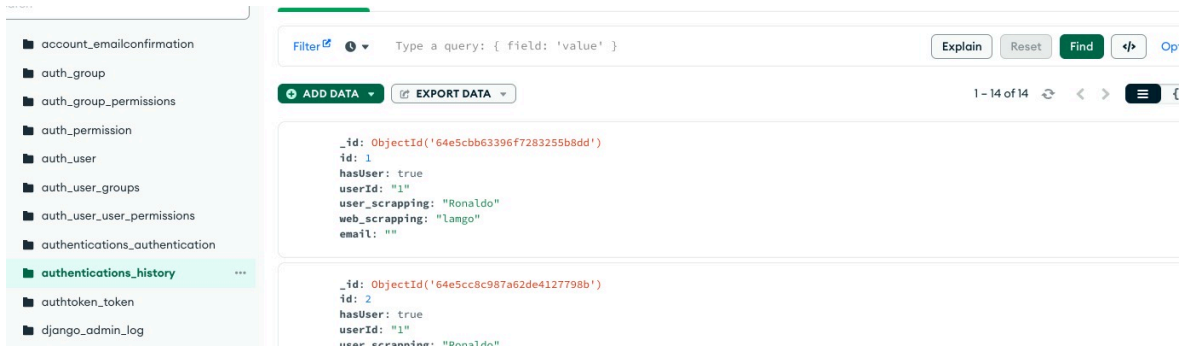 account_emailconfirmation
auth_group
auth_group_permissions
auth_permission
auth_user
auth_user_groups
auth_user_user_permissions
authentications_authentication
authentications_history
authtoken_token
django_admin_log
Filter Type a query: { field: 'value' } Explain Reset Find </>
ADD DATA EXPORT DATA 1 – 14 of 14
_id: ObjectId('64e5cbb63396f7283255b8dd')
id: 1
hasUser: true
userId: "1"
user_scrapping: "Ronaldo"
web_scrapping: "lamgo"
email: ""
_id: ObjectId('64e5cc8c987a62de4127798b')
id: 2
hasUser: true
userId: "1"
user_scrapping: "Ronaldo"